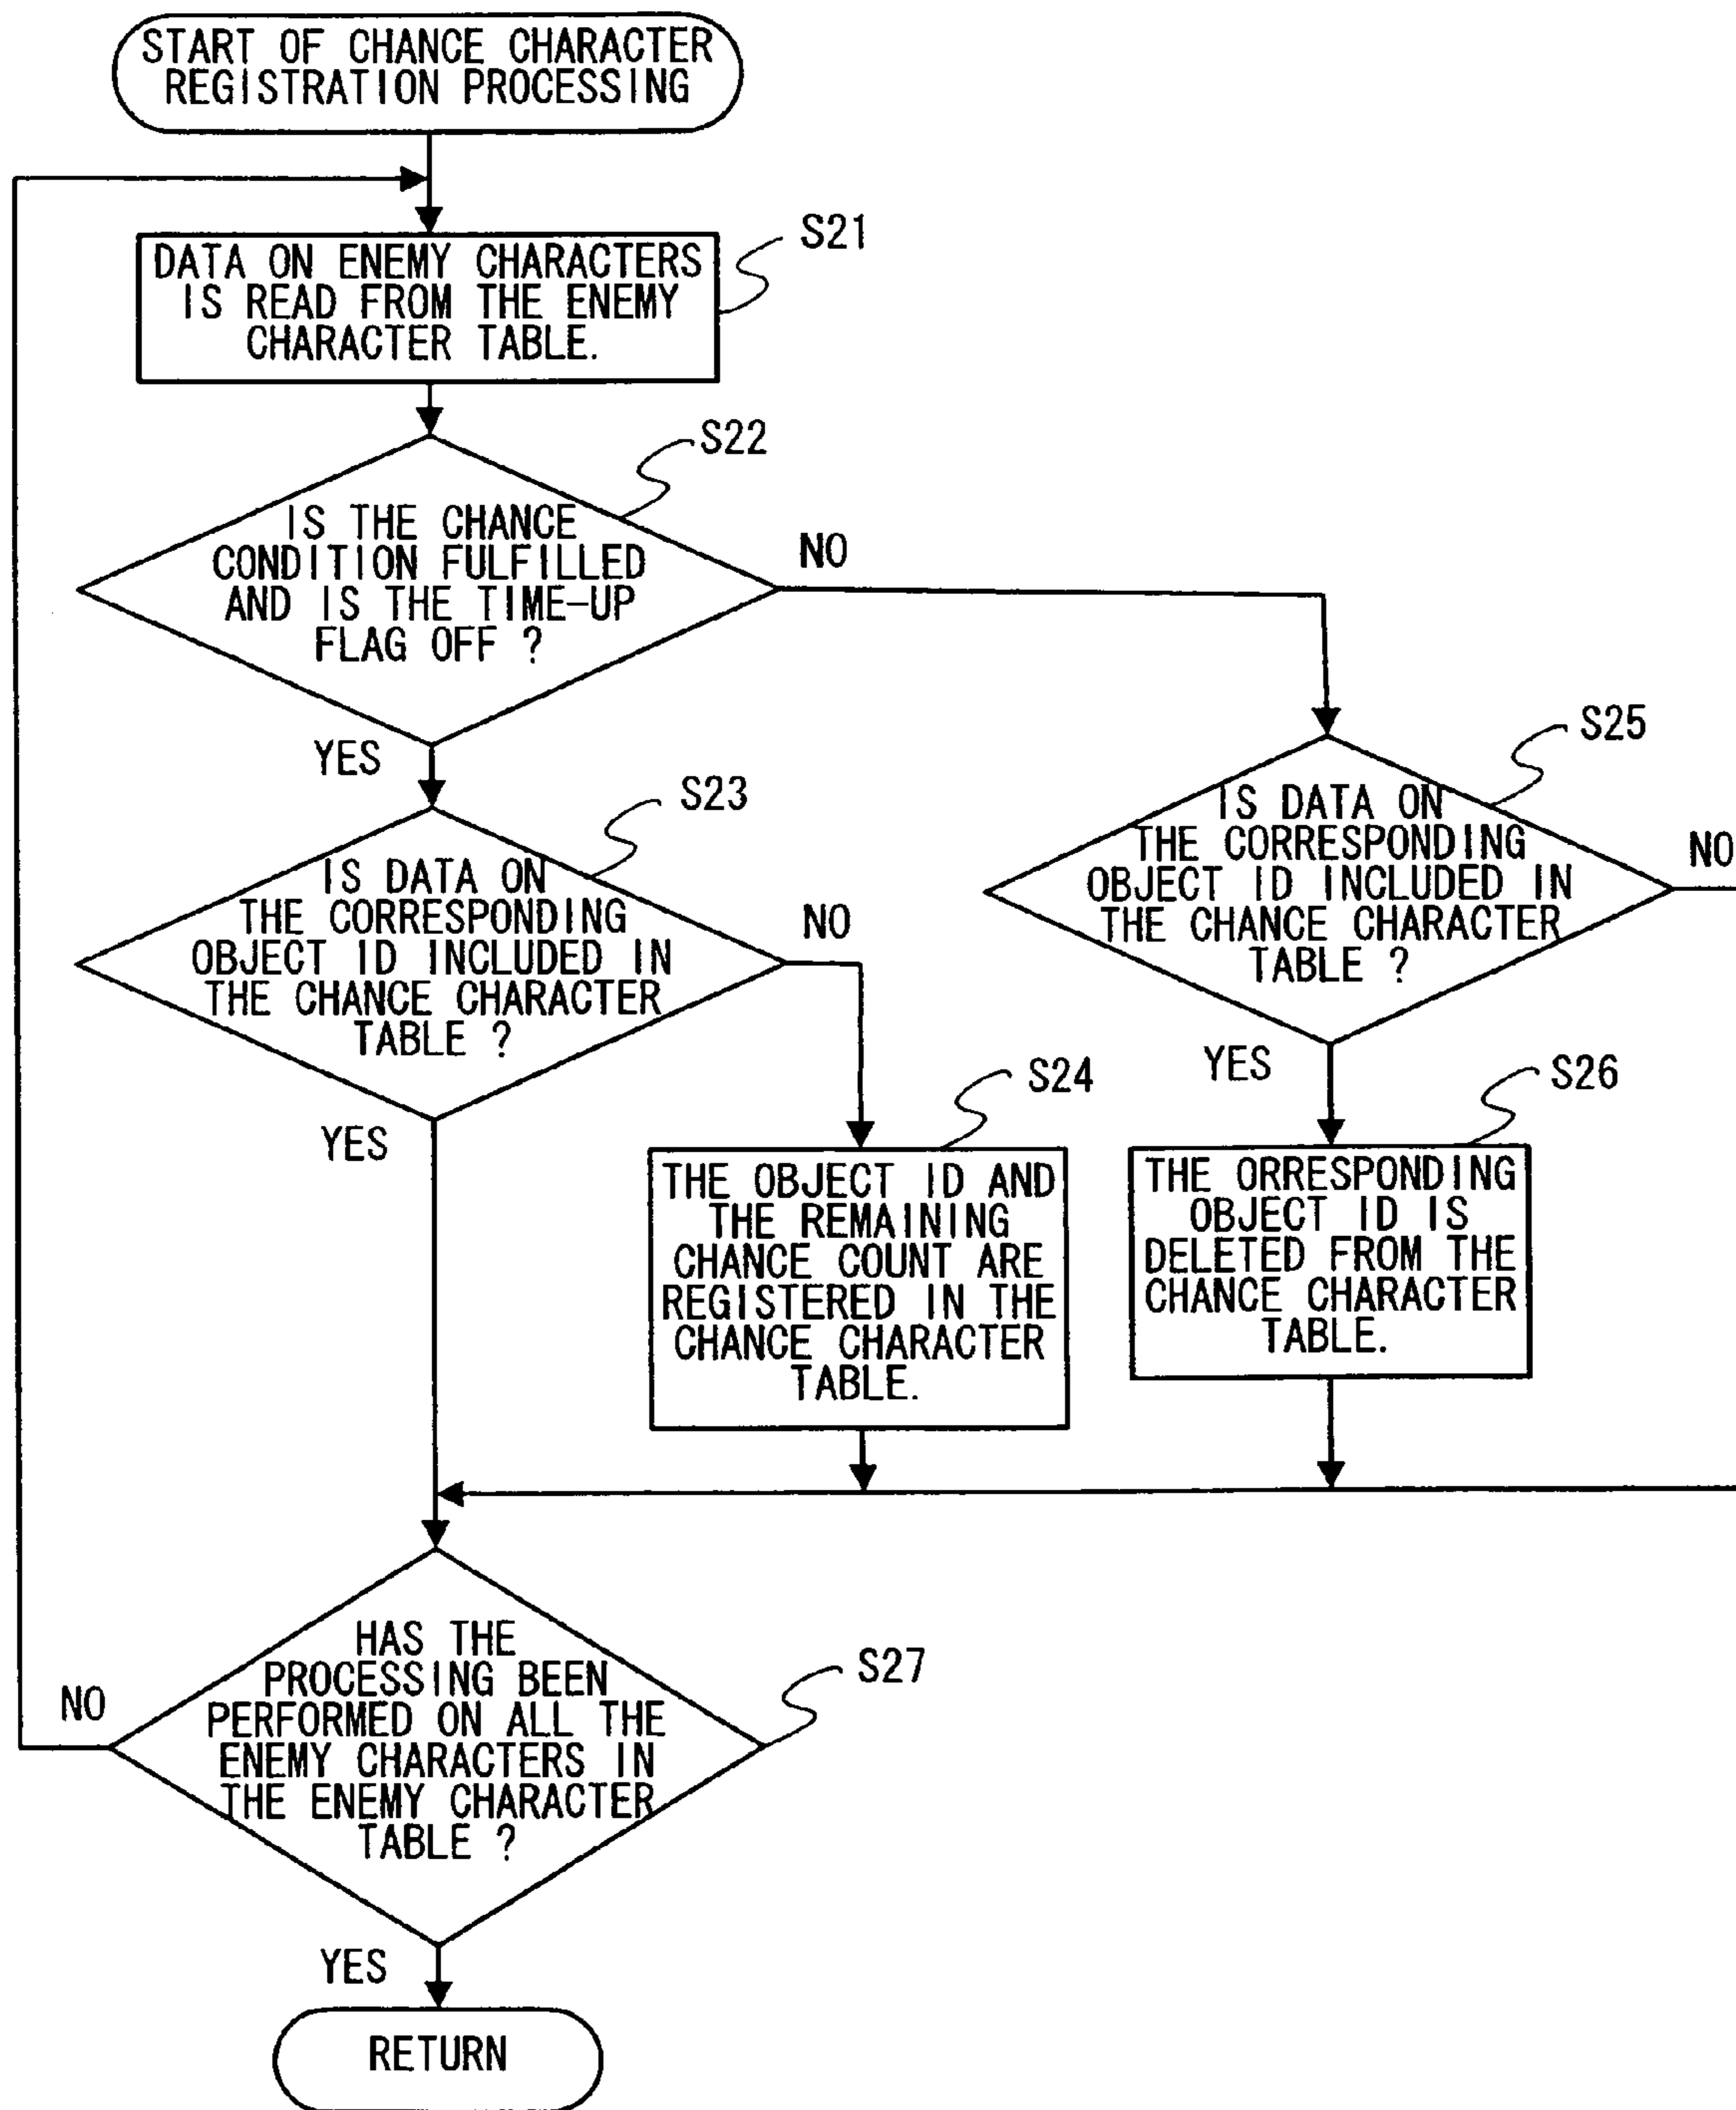 START OF CHANCE CHARACTER
REGISTRATION PROCESSING
S21
DATA ON ENEMY CHARACTERS
IS READ FROM THE ENEMY
CHARACTER TABLE.
S22
IS THE CHANCE
CONDITION FULFILLED
AND IS THE TIME-UP
FLAG OFF ?
NO
YES
S23
IS DATA ON
THE CORRESPONDING
OBJECT ID INCLUDED IN
THE CHANCE CHARACTER
TABLE ?
NO
YES
S25
IS DATA ON
THE CORRESPONDING
OBJECT ID INCLUDED IN
THE CHANCE CHARACTER
TABLE ?
NO
YES
S24
THE OBJECT ID AND
THE REMAINING
CHANCE COUNT ARE
REGISTERED IN THE
CHANCE CHARACTER
TABLE.
S26
THE ORRESPONDING
OBJECT ID IS
DELETED FROM THE
CHANCE CHARACTER
TABLE.
S27
HAS THE
PROCESSING BEEN
PERFORMED ON ALL THE
ENEMY CHARACTERS IN
THE ENEMY CHARACTER
TABLE ?
NO
YES
RETURN